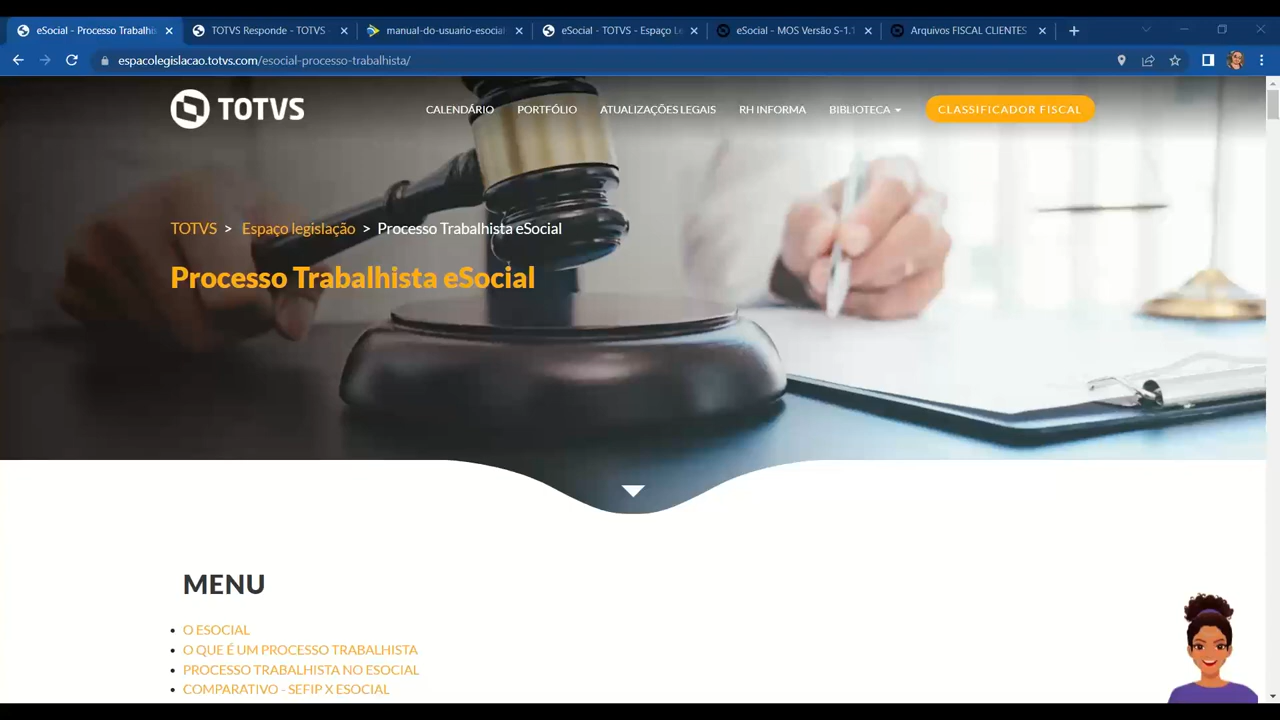 eSocial - Processo Trabalhi
TOTVS Responde - TOTVS
manual-do-usuario-esocial
eSocial - TOTVS - Espaço Le
eSocial - MOS Versão S-1.1
Arquivos FISCAL CLIENTES
espacolegislacao.totvs.com/esocial-processo-trabalhista/
TOTVS
CALENDÁRIO
PORTFÓLIO
ATUALIZAÇÕES LEGAIS
RH INFORMA
BIBLIOTECA
CLASSIFICADOR FISCAL
TOTVS > Espaço legislação > Processo Trabalhista eSocial
Processo Trabalhista eSocial
MENU
• O ESOCIAL
• O QUE É UM PROCESSO TRABALHISTA
• PROCESSO TRABALHISTA NO ESOCIAL
• COMPARATIVO - SEFIP X ESOCIAL